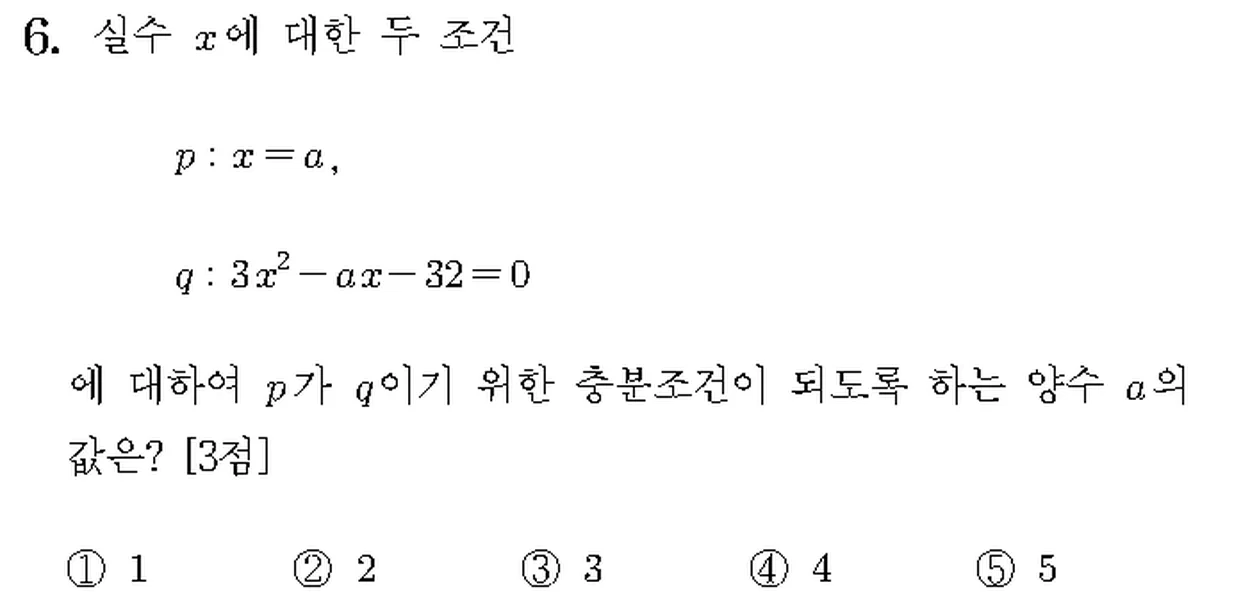 6. 실수 x에 대한 두 조건
p : x = a,
q : 3x² - ax - 32 = 0
에 대하여 p가 q이기 위한 충분조건이 되도록 하는 양수 a의
값은? [3점]
① 1 ② 2 ③ 3 ④ 4 ⑤ 5